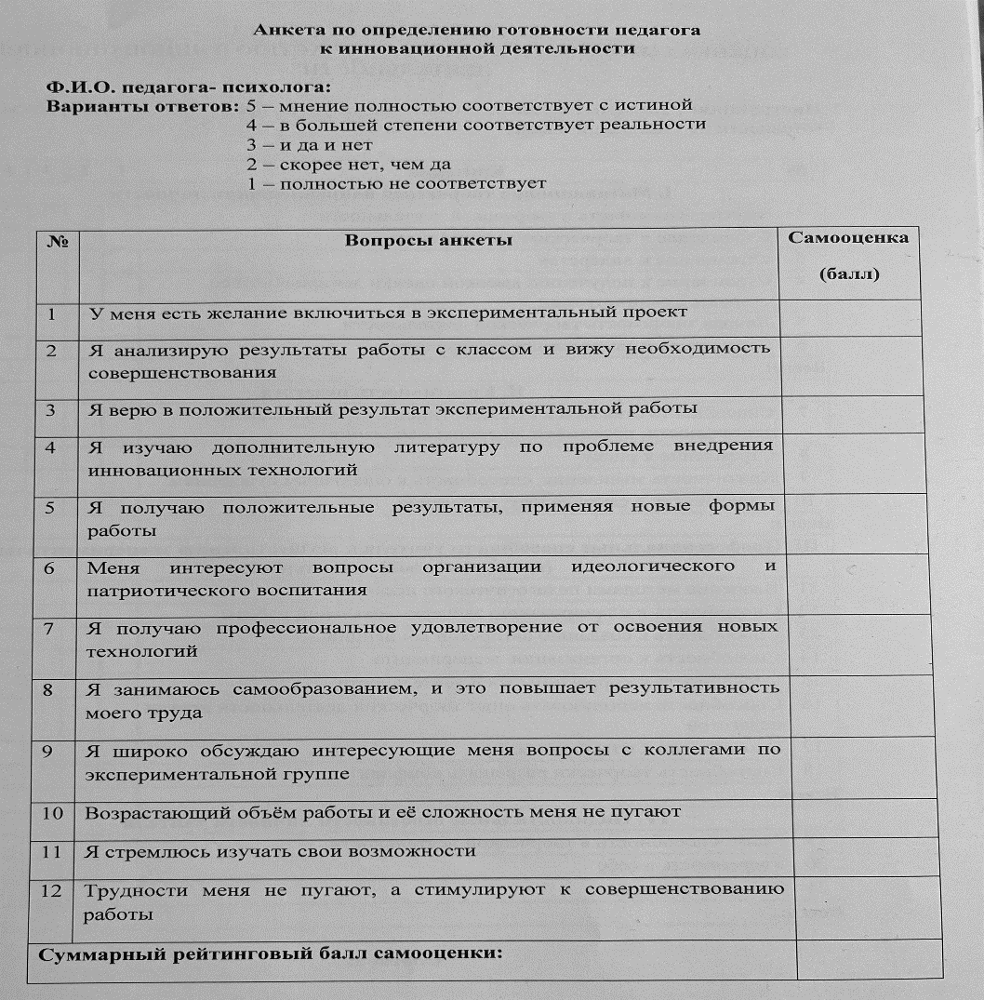 Анкета по определению готовности педагога
к инновационной деятельности
Ф.И.О. педагога- психолога:
Варианты ответов: 5 – мнение полностью соответствует с истиной
4 – в большей степени соответствует реальности
3 – и да и нет
2 – скорее нет, чем да
1 – полностью не соответствует
№ Вопросы анкеты Самооценка
(балл)
1 У меня есть желание включиться в экспериментальный проект
2 Я анализирую результаты работы с классом и вижу необходимость
совершенствования
3 Я верю в положительный результат экспериментальной работы
4 Я изучаю дополнительную литературу по проблеме внедрения
инновационных технологий
5 Я получаю положительные результаты, применяя новые формы
работы
6 Меня интересуют вопросы организации идеологического и
патриотического воспитания
7 Я получаю профессиональное удовлетворение от освоения новых
технологий
8 Я занимаюсь самообразованием, и это повышает результативность
моего труда
9 Я широко обсуждаю интересующие меня вопросы с коллегами по
экспериментальной группе
10 Возрастающий объём работы и её сложность меня не пугают
11 Я стремлюсь изучать свои возможности
12 Трудности меня не пугают, а стимулируют к совершенствованию
работы
Суммарный рейтинговый балл самооценки: